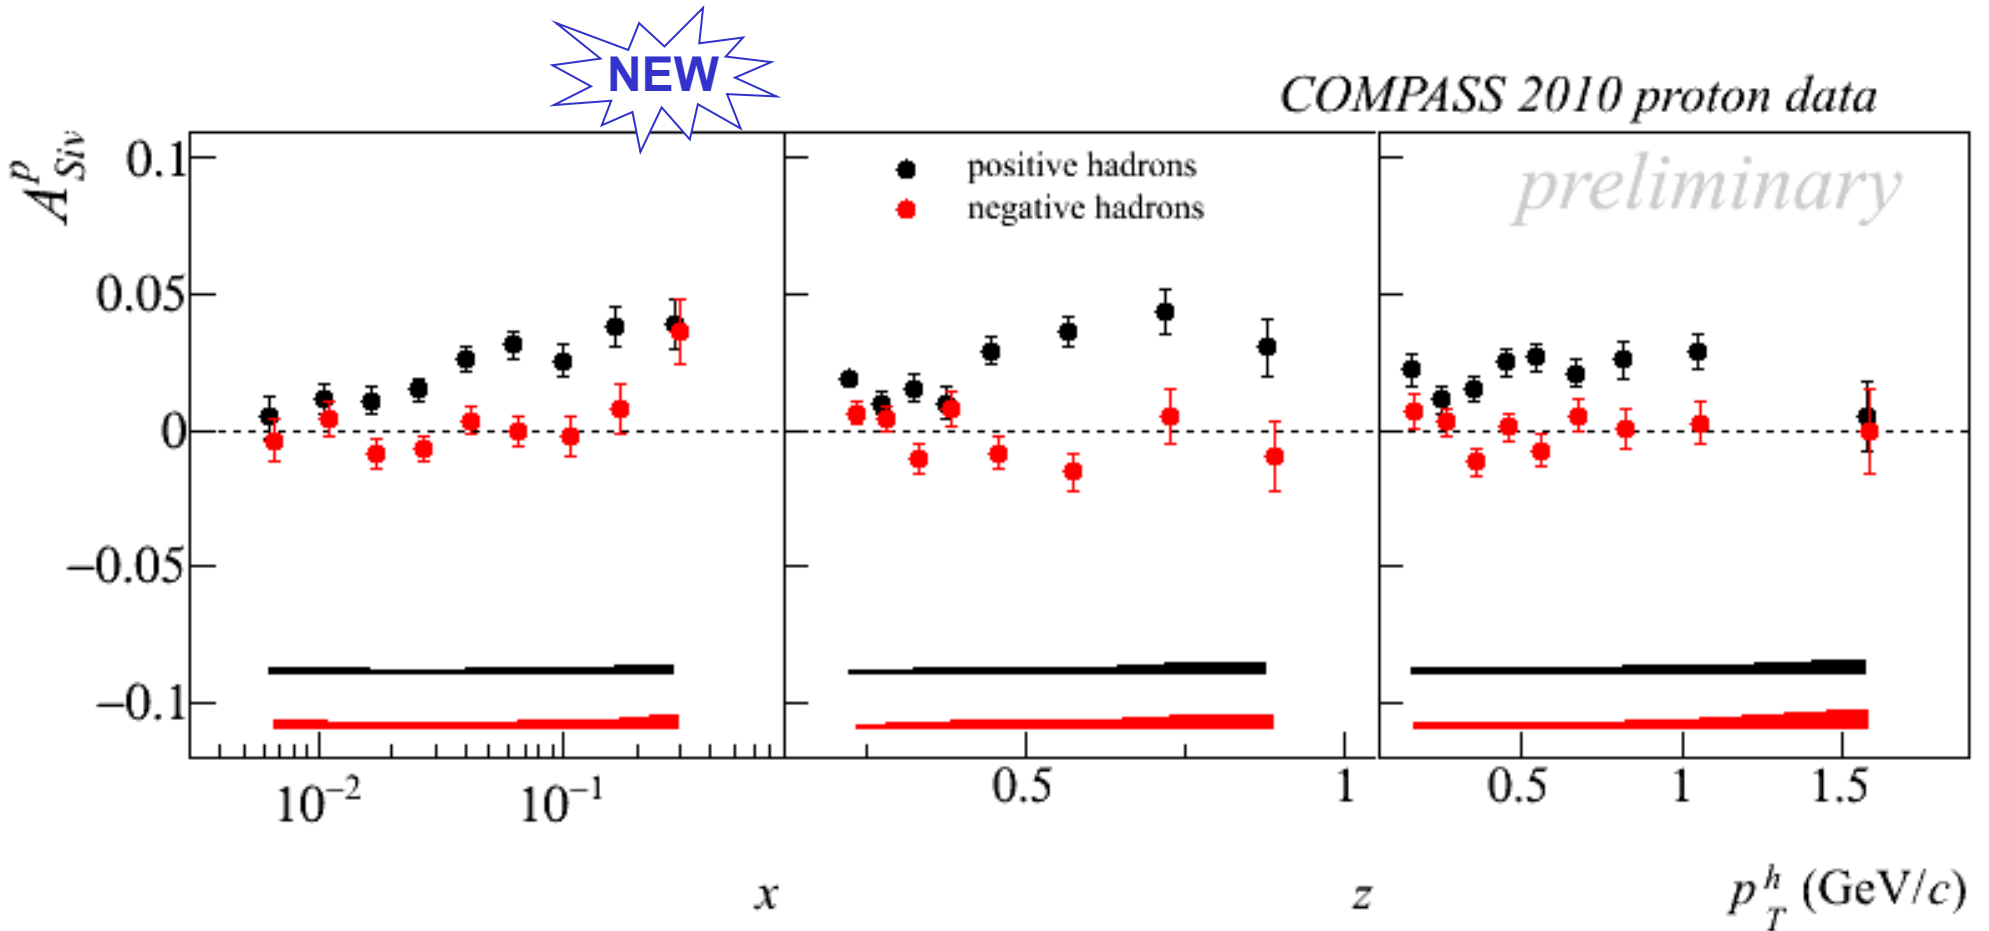 NEW
COMPASS 2010 proton data
A^p_Siv
0.1
0.05
0
−0.05
−0.1
positive hadrons
negative hadrons
preliminary
10^−2 10^−1
0.5 1
0.5 1 1.5
x
z
p_T^h (GeV/c)